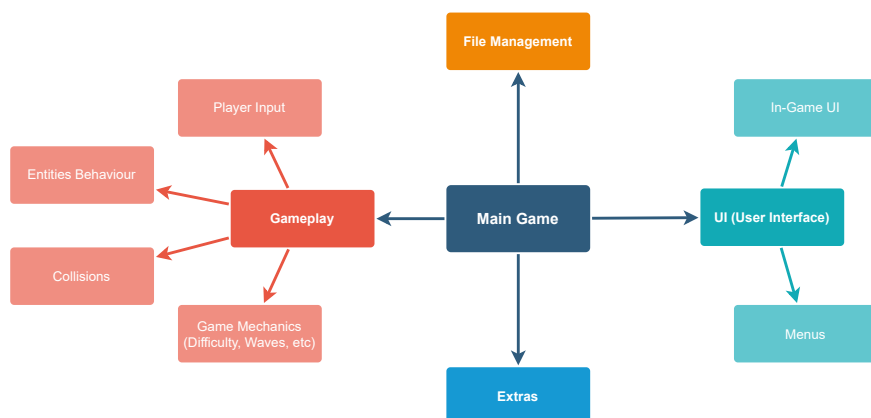 File Management
Player Input
In-Game UI
Entities Behaviour
Gameplay
Main Game
UI (User Interface)
Collisions
Game Mechanics
(Difficulty, Waves, etc)
Menus
Extras